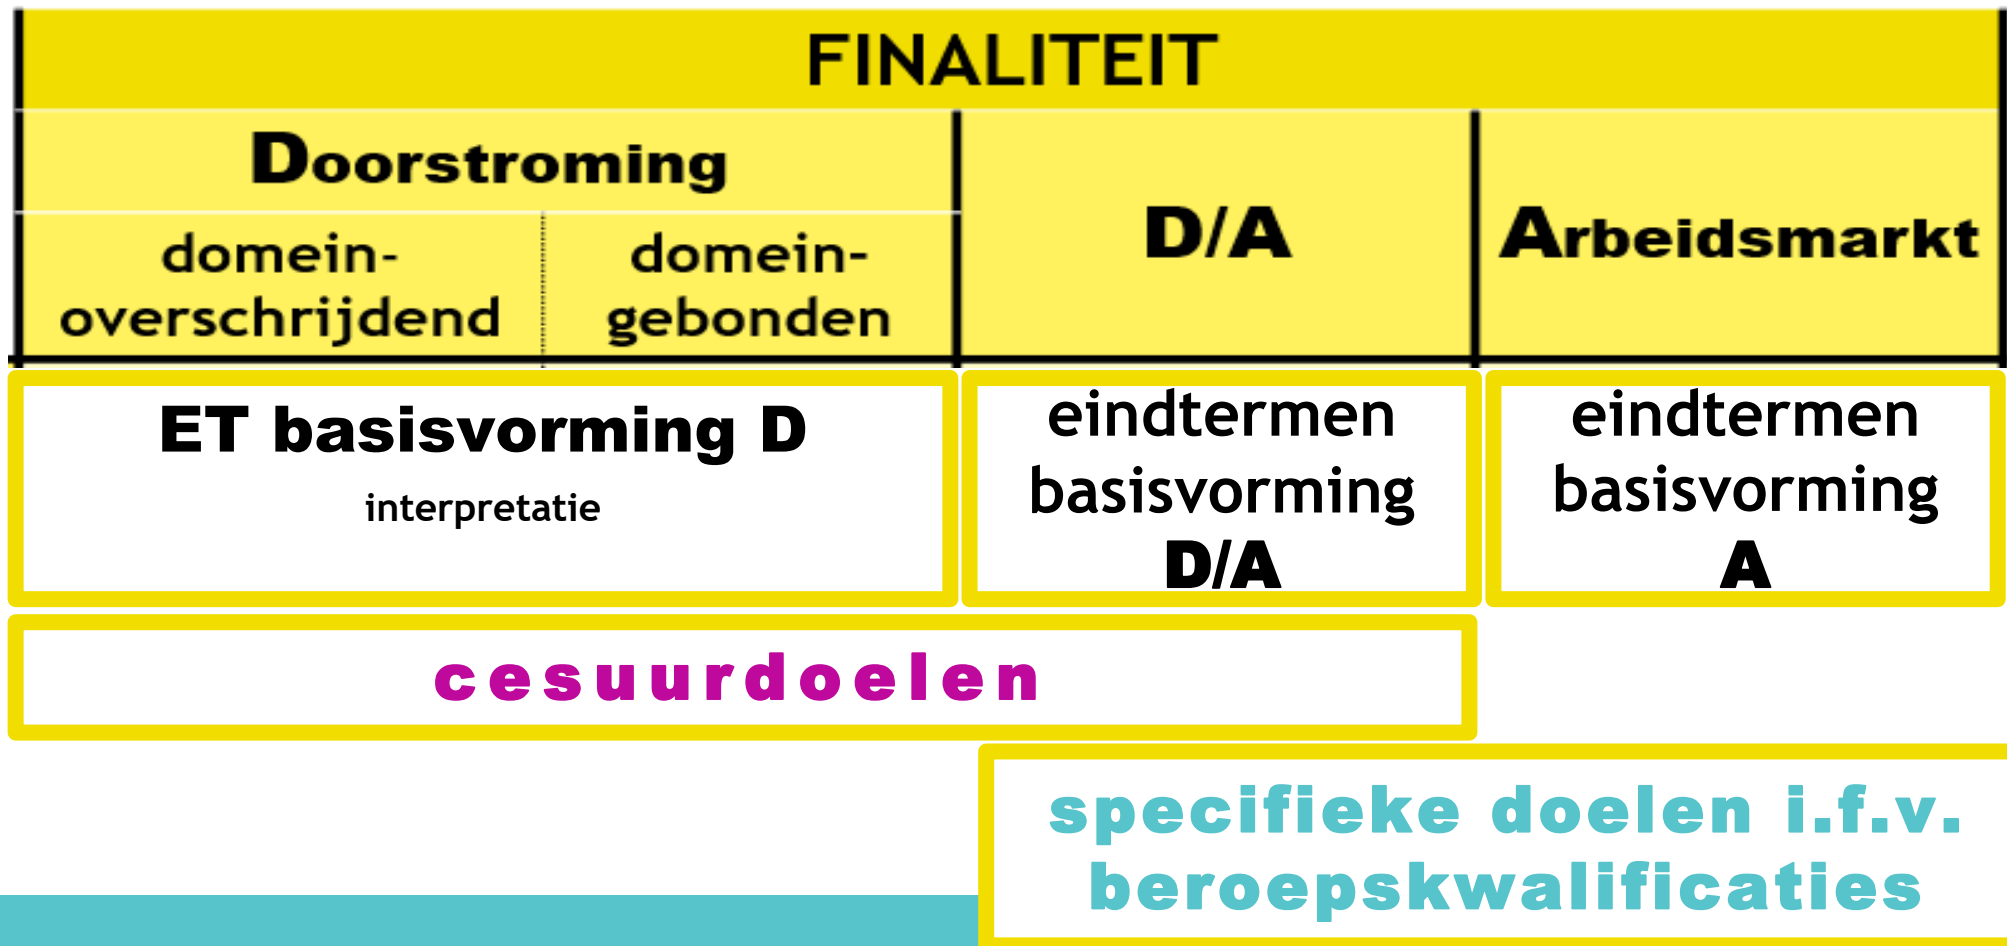 FINALITEIT
Doorstroming
D/A
Arbeidsmarkt
domein-
overschrijdend
domein-
gebonden
ET basisvorming D
interpretatie
eindtermen
basisvorming
D/A
eindtermen
basisvorming
A
cesuurdoelen
specifieke doelen i.f.v.
beroepskwalificaties